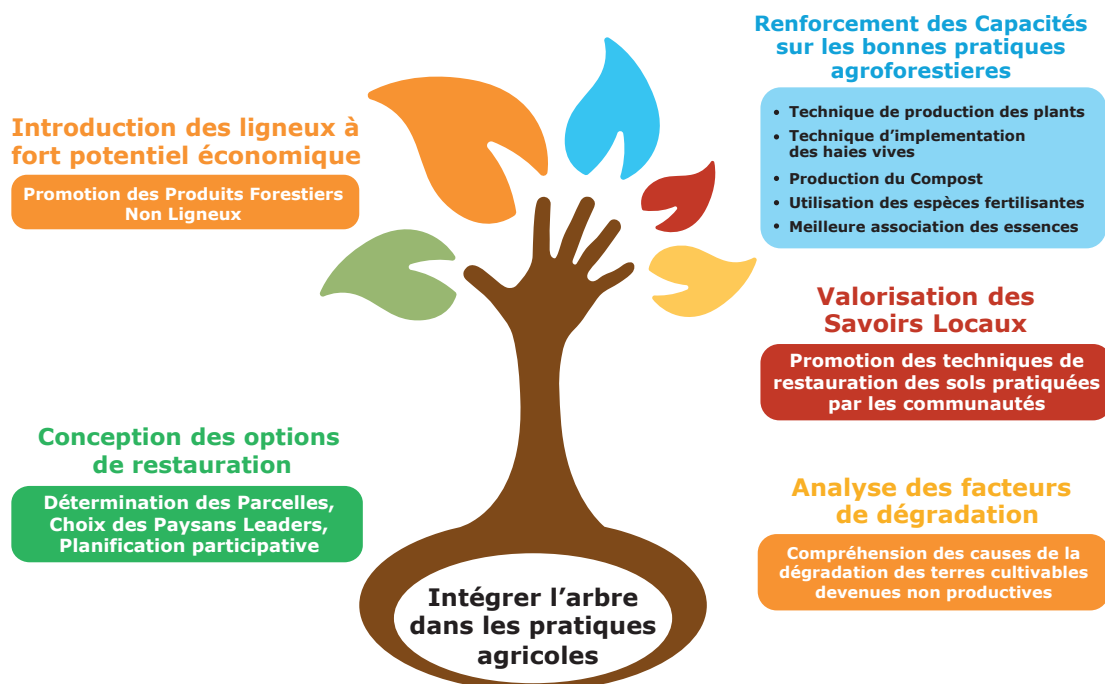 Introduction des ligneux à
fort potentiel économique
Promotion des Produits Forestiers
Non Ligneux
Conception des options
de restauration
Détermination des Parcelles,
Choix des Paysans Leaders,
Planification participative
Renforcement des Capacités
sur les bonnes pratiques
agroforestieres
• Technique de production des plants
• Technique d'implementation
des haies vives
• Production du Compost
• Utilisation des espèces fertilisantes
• Meilleure association des essences
Valorisation des
Savoirs Locaux
Promotion des techniques de
restauration des sols pratiquées
par les communautés
Analyse des facteurs
de dégradation
Compréhension des causes de la
dégradation des terres cultivables
devenues non productives
Intégrer l'arbre
dans les pratiques
agricoles